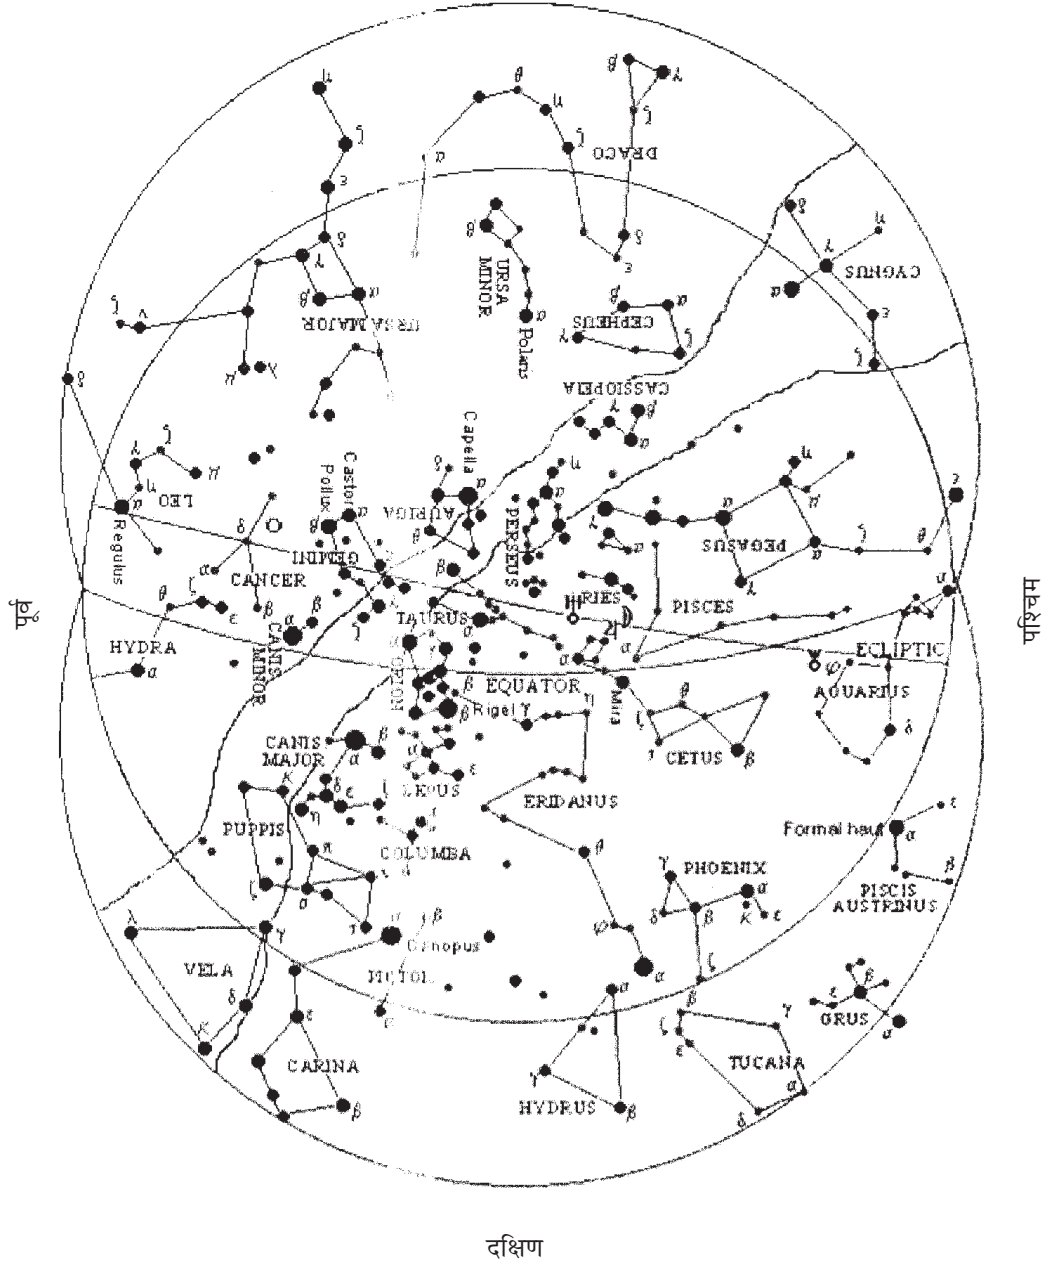 η
θ
β
γ
ζ
η
ζ
ζ
α
DRACO
ε
δ
η
β
γ
CYGNUS
α
δ
γ
δ
ε
URSA
MINOR
β
α
α
URSA MAJOR
β
α
CEPHEUS
ε
ζ
ν
α
Polaris
γ
ζ
ζ
μ
λ
δ
CASSIOPEIA
γ
β
α
Capella
γ
ζ
μ
Castor
Pollux
δ
α
η
η
LEO
η
α
α
β
AURIGA
α
γ
α
μ
ε
Regulus
δ
PERSEUS
PEGASUS
θ
GEMINI
α
α
ζ
θ
α
CANCER
β
λ
पूर्व
पश्चिम
θ
ζ
ε
β
α
β
TAURUS
PISCES
α
HYDRA
α
CANIS
MINOR
ζ
α
α
ECLIPTIC
ORION
EQUATOR
φ
AQUARIUS
β
β
Rigel
γ
η
Mira
ζ
θ
δ
CANIS
MAJOR
β
α
α
τ
CETUS
β
LEPUS
ε
κ
δ
ε
ζ
η
ERIDANUS
ε
PUPPIS
Formalhaut
α
π
COLUMBA
θ
γ
PHOENIX
α
β
ζ
σ
PISCIS
AUSTRINUS
δ
β
κ
ε
λ
γ
τ
α
β
φ
Canopus
VELA
α
ζ
δ
α
β
β
ε
GRUS
α
κ
ε
γ
ζ
ε
CARINA
γ
TUCANA
α
β
HYDRUS
β
δ
दक्षिण